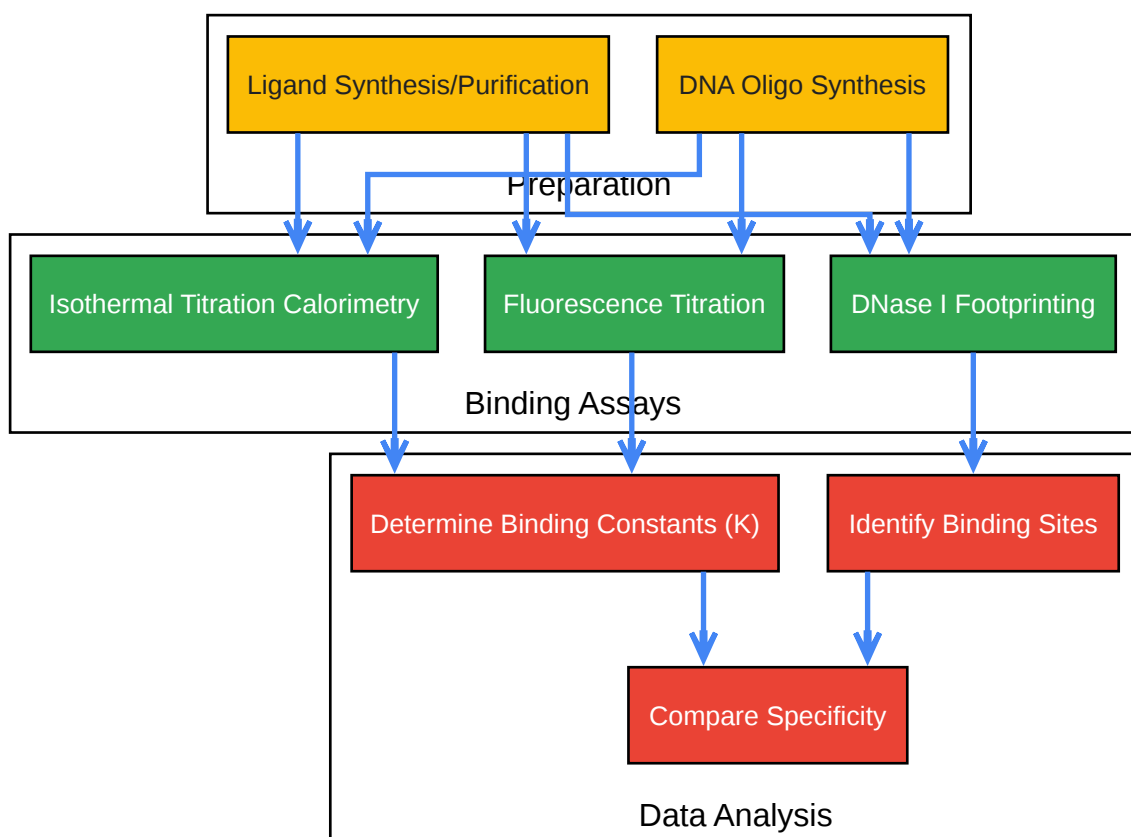 Ligand Synthesis/Purification
DNA Oligo Synthesis
Preparation
Isothermal Titration Calorimetry
Fluorescence Titration
DNase I Footprinting
Binding Assays
Determine Binding Constants (K)
Identify Binding Sites
Compare Specificity
Data Analysis